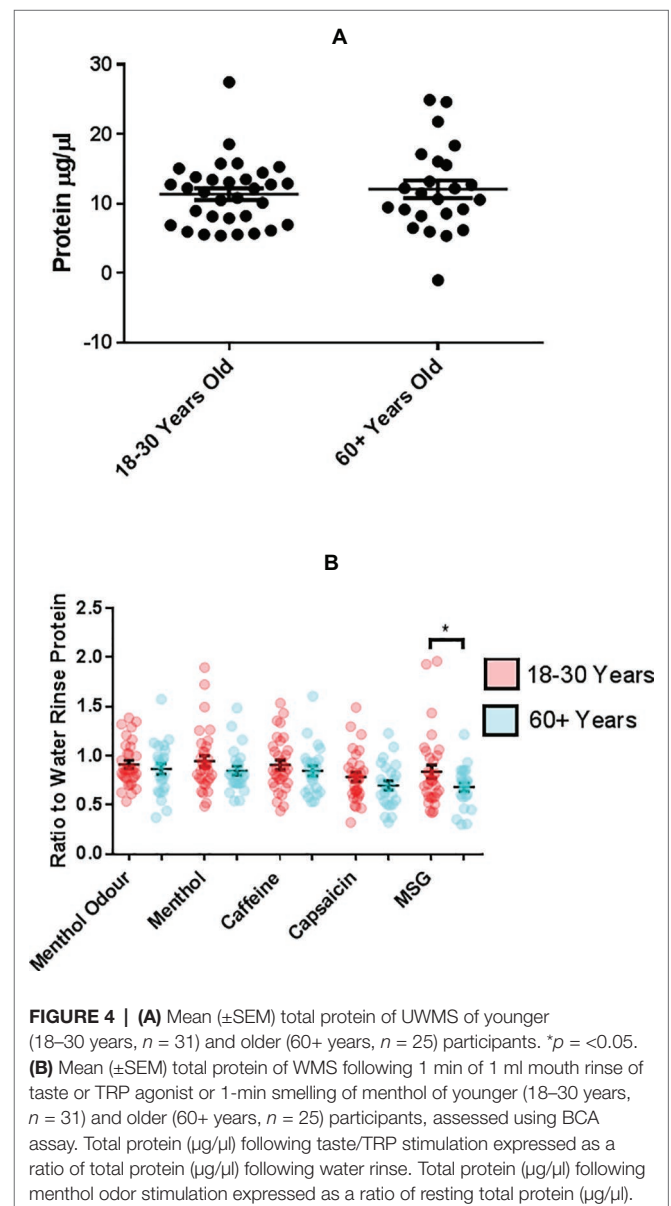 A
30
20
10
0
-10
Protein µg/µl
18-30 Years Old
60+ Years Old
B
Ratio to Water Rinse Protein
2.5
2.0
1.5
1.0
0.5
0.0
*
18-30 Years
60+ Years
Menthol Odour
Menthol
Caffeine
Capsaicin
MSG
FIGURE 4 | (A) Mean (±SEM) total protein of UWMS of younger
(18–30 years, n = 31) and older (60+ years, n = 25) participants. *p = <0.05.
(B) Mean (±SEM) total protein of WMS following 1 min of 1 ml mouth rinse of
taste or TRP agonist or 1-min smelling of menthol of younger (18–30 years,
n = 31) and older (60+ years, n = 25) participants, assessed using BCA
assay. Total protein (µg/µl) following taste/TRP stimulation expressed as a
ratio of total protein (µg/µl) following water rinse. Total protein (µg/µl) following
menthol odor stimulation expressed as a ratio of resting total protein (µg/µl).